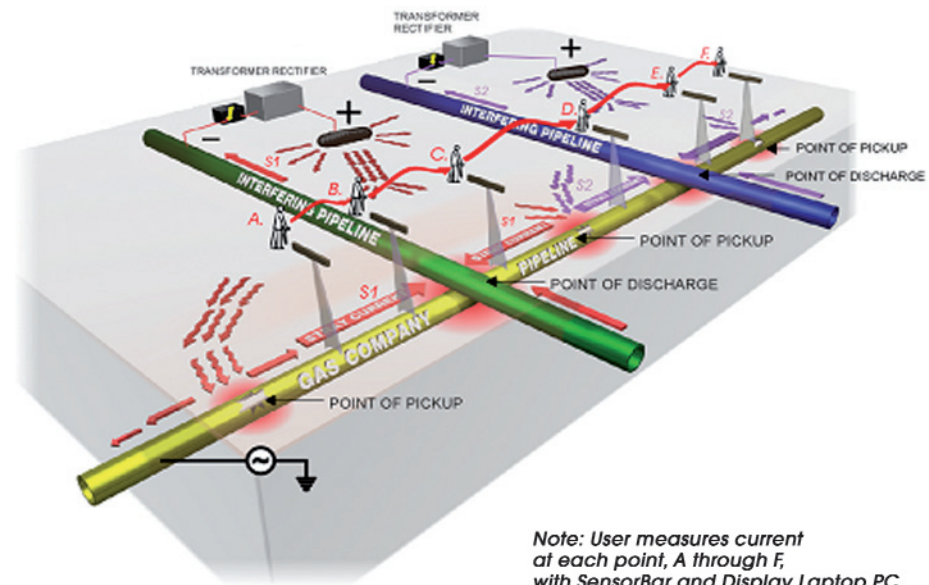 TRANSFORMER
RECTIFIER
+
−
TRANSFORMER RECTIFIER
+
−
F.
E.
D.
C.
B.
A.
S2
INTERFERING PIPELINE
S1
INTERFERING PIPELINE
S2
POINT OF PICKUP
POINT OF DISCHARGE
S2
S1
STRAY CURRENT
PIPELINE
POINT OF PICKUP
POINT OF DISCHARGE
S1
STRAY CURRENT
GAS COMPANY
POINT OF PICKUP
~
Note: User measures current
at each point, A through F,
with SensorBar and Display Laptop PC